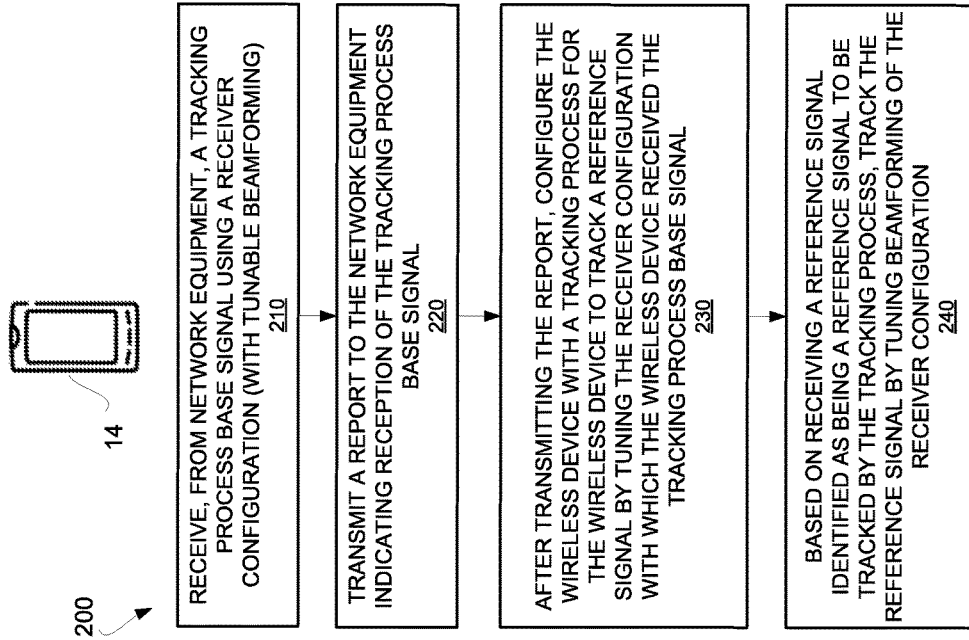 200
14
RECEIVE, FROM NETWORK EQUIPMENT, A TRACKING
PROCESS BASE SIGNAL USING A RECEIVER
CONFIGURATION (WITH TUNABLE BEAMFORMING)
210
TRANSMIT A REPORT TO THE NETWORK EQUIPMENT
INDICATING RECEPTION OF THE TRACKING PROCESS
BASE SIGNAL
220
AFTER TRANSMITTING THE REPORT, CONFIGURE THE
WIRELESS DEVICE WITH A TRACKING PROCESS FOR
THE WIRELESS DEVICE TO TRACK A REFERENCE
SIGNAL BY TUNING THE RECEIVER CONFIGURATION
WITH WHICH THE WIRELESS DEVICE RECEIVED THE
TRACKING PROCESS BASE SIGNAL
230
BASED ON RECEIVING A REFERENCE SIGNAL
IDENTIFIED AS BEING A REFERENCE SIGNAL TO BE
TRACKED BY THE TRACKING PROCESS, TRACK THE
REFERENCE SIGNAL BY TUNING BEAMFORMING OF THE
RECEIVER CONFIGURATION
240